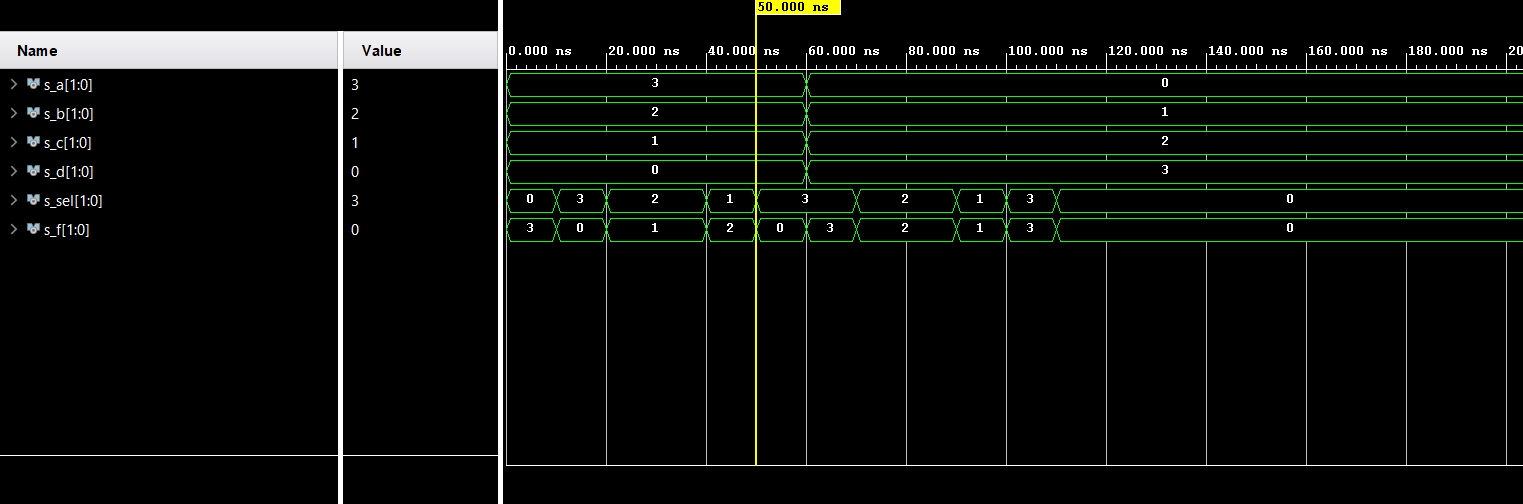 50.000 ns
Name Value
0.000 ns 20.000 ns 40.000 ns 60.000 ns 80.000 ns 100.000 ns 120.000 ns 140.000 ns 160.000 ns 180.000 ns 20
s_a[1:0] 3 3 0
s_b[1:0] 2 2 1
s_c[1:0] 1 1 2
s_d[1:0] 0 0 3
s_sel[1:0] 3 0 3 2 1 3 2 1 3 0
s_f[1:0] 0 3 0 1 2 0 3 2 1 3 0